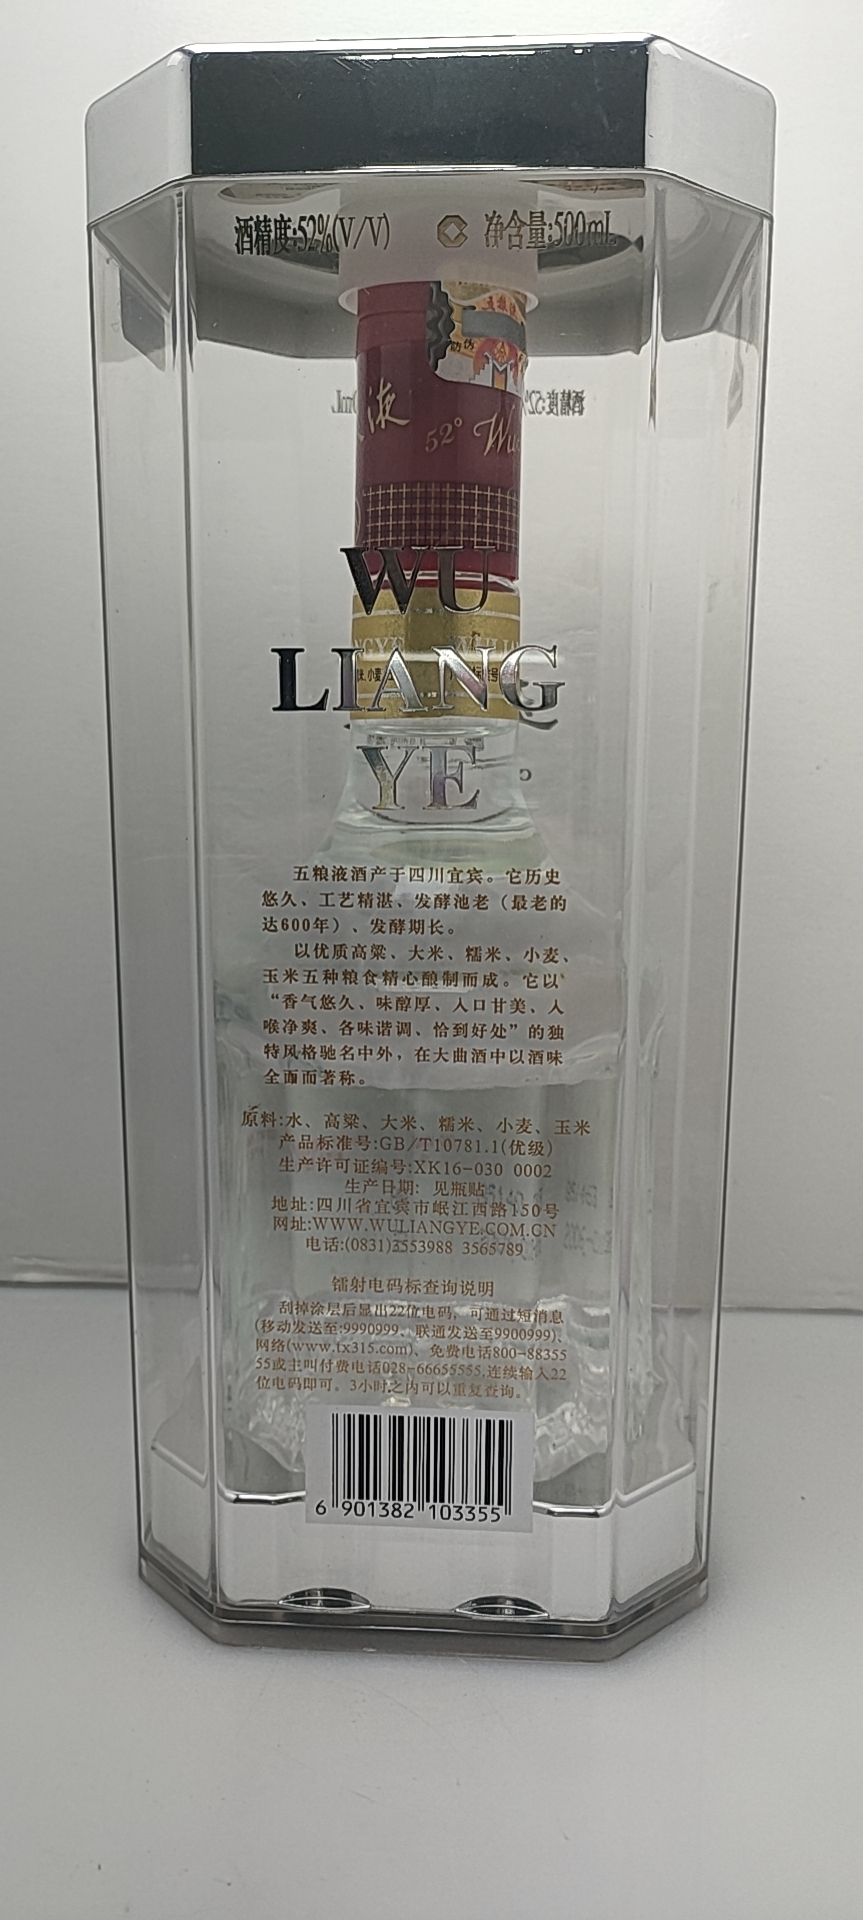 酒精度:52%(V/V) 净含量:500mL
防伪
液
52° Wu
WU
LIANG
YE
五粮液酒产于四川宜宾。它历史
悠久、工艺精湛、发酵池老（最老的
达600年）、发酵期长。
以优质高粱、大米、糯米、小麦、
玉米五种粮食精心酿制而成。它以
“香气悠久、味醇厚、入口甘美、入
喉净爽、各味谐调、恰到好处”的独
特风格驰名中外，在大曲酒中以酒味
全面而著称。
原料:水、高粱、大米、糯米、小麦、玉米
产品标准号:GB/T10781.1(优级)
生产许可证编号:XK16-030 0002
生产日期: 见瓶贴
地址:四川省宜宾市岷江西路150号
网址:WWW.WULIANGYE.COM.CN
电话:(0831)3553988 3565789
镭射电码标查询说明
刮掉涂层后显出22位电码，可通过短消息
(移动发送至:9990999、联通发送至9900999)、
网络(www.tx315.com)、免费电话800-88355
55或主叫付费电话028-66655555,连续输入22
位电码即可。3小时之内可以重复查询。
6 901382 103355